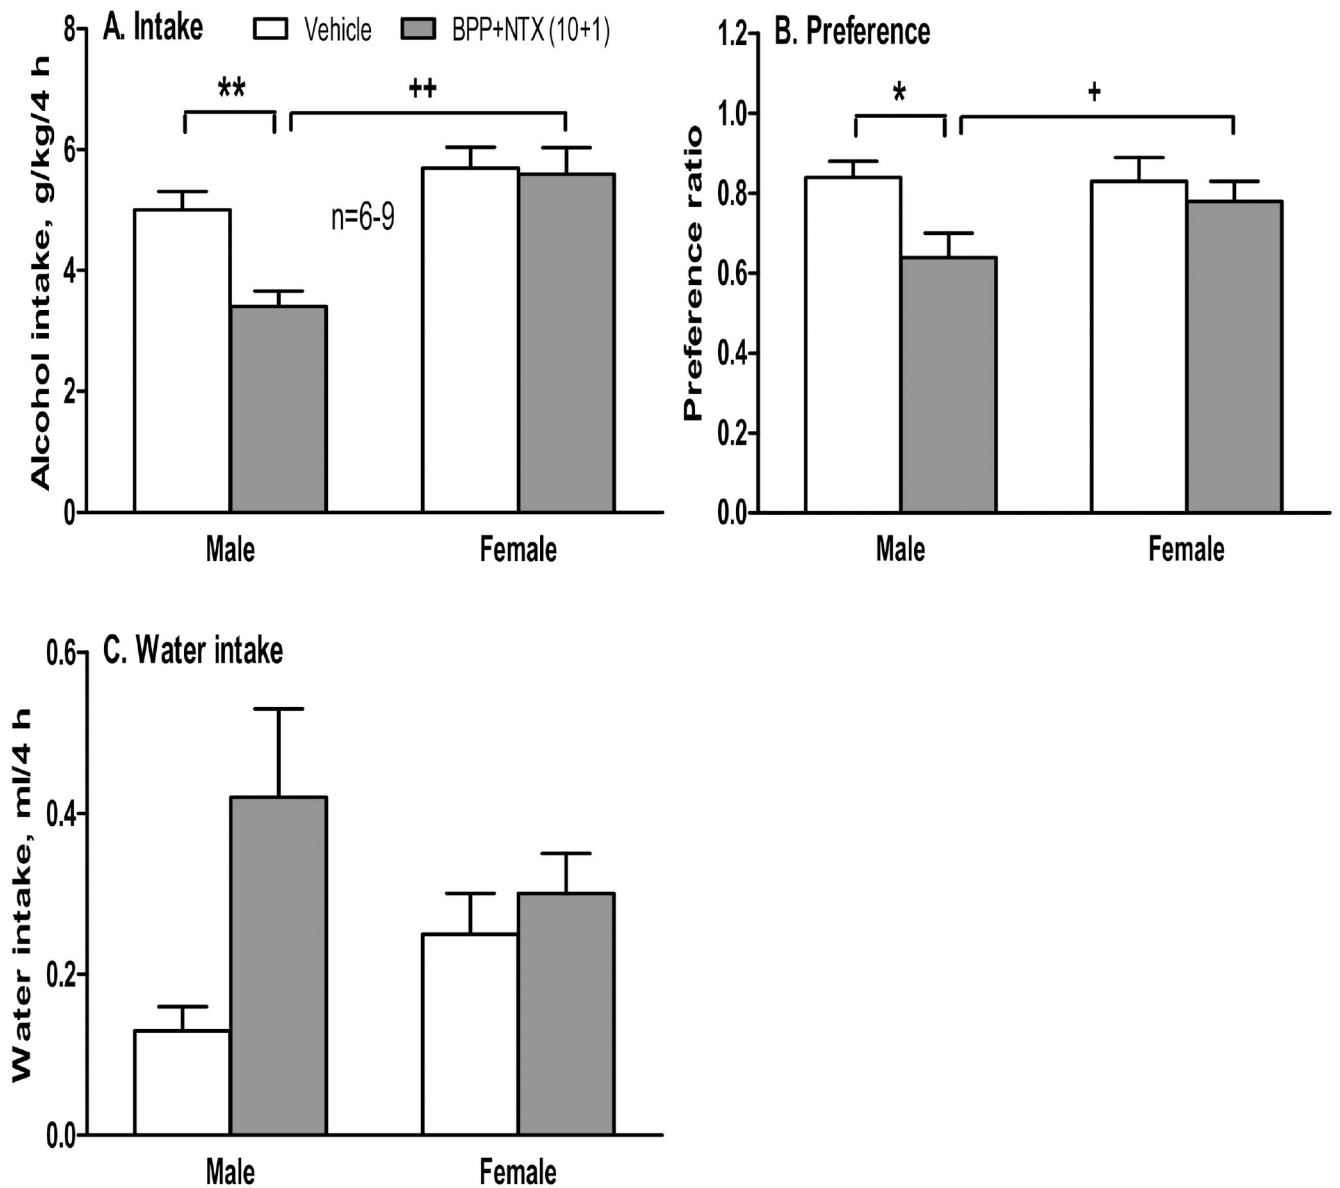 A. Intake
Vehicle
BPP+NTX (10+1)
Alcohol intake, g/kg/4 h
8
6
4
2
0
**
++
n=6-9
Male
Female
B. Preference
Preference ratio
1.2
1.0
0.8
0.6
0.4
0.2
0.0
*
+
Male
Female
C. Water intake
Water intake, ml/4 h
0.6
0.4
0.2
0.0
Male
Female